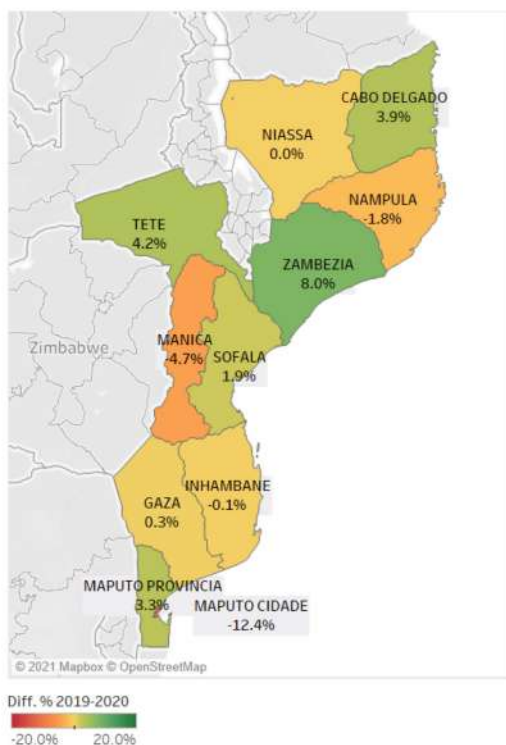 CABO DELGADO
3.9%
NIASSA
0.0%
NAMPULA
-1.8%
TETE
4.2%
ZAMBEZIA
8.0%
Zimbabwe
MANICA
-4.7%
SOFALA
1.9%
INHAMBANE
-0.1%
GAZA
0.3%
MAPUTO PROVINCIA
3.3%
MAPUTO CIDADE
-12.4%
© 2021 Mapbox © OpenStreetMap
Diff. % 2019-2020
-20.0% 20.0%